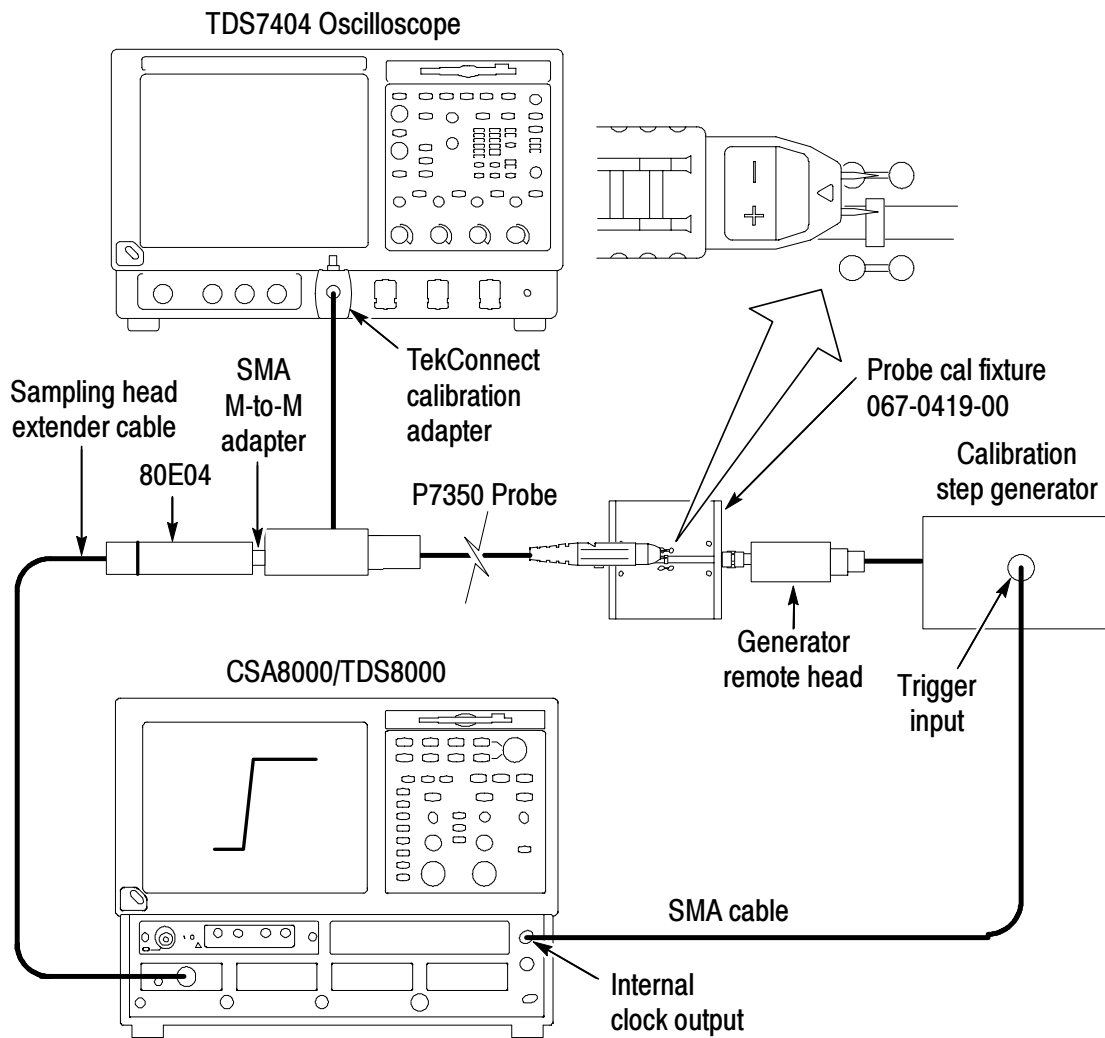 TDS7404 Oscilloscope
−
+
TekConnect
calibration
adapter
SMA
M-to-M
adapter
Sampling head
extender cable
80E04
P7350 Probe
Probe cal fixture
067-0419-00
Calibration
step generator
Generator
remote head
Trigger
input
CSA8000/TDS8000
SMA cable
Internal
clock output